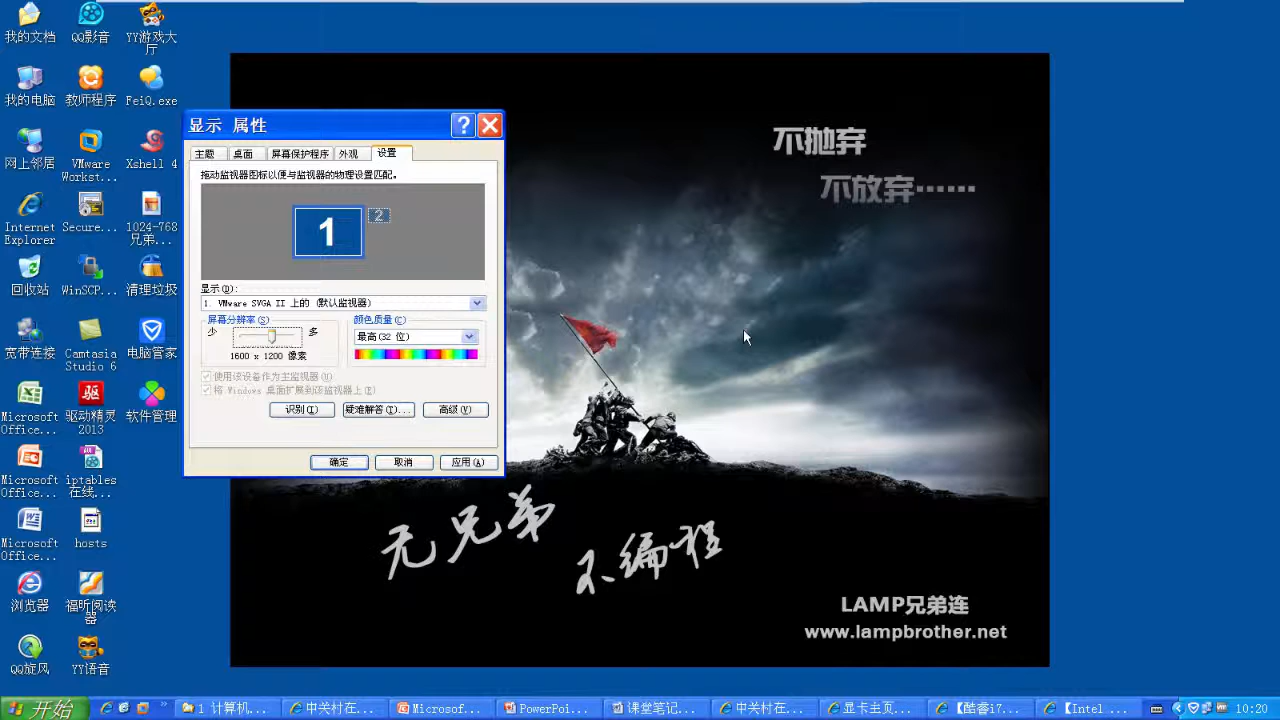 我的文档
QQ影音
YY游戏大
厅
我的电脑
教师程序
FeiQ.exe
网上邻居
VMware
Workst...
Xshell 4
Internet
Explorer
Secure...
1024-768
兄弟...
回收站
WinSCP...
清理垃圾
宽带连接
Camtasia
Studio 6
电脑管家
Microsoft
Office...
驱动精灵
2013
软件管理
Microsoft
Office...
iptables
在线...
Microsoft
Office...
hosts
浏览器
福昕阅读
器
QQ旋风
YY语音
显示 属性
主题
桌面
屏幕保护程序
外观
设置
拖动监视器图标以便与监视器的物理设置匹配。
1
2
显示(D):
1. VMware SVGA II 上的 (默认监视器)
屏幕分辨率(S)
少
多
1600 x 1200 像素
颜色质量(C)
最高(32 位)
使用该设备作为主监视器(U)
将 Windows 桌面扩展到该监视器上(E)
识别(I)
疑难解答(T)...
高级(V)
确定
取消
应用(A)
不抛弃
不放弃······
无兄弟
不编程
LAMP兄弟连
www.lampbrother.net
开始
1 计算机...
中关村在...
Microsof...
PowerPoi...
课堂笔记...
中关村在...
显卡主页...
【酷睿i7...
【Intel ...
10:20